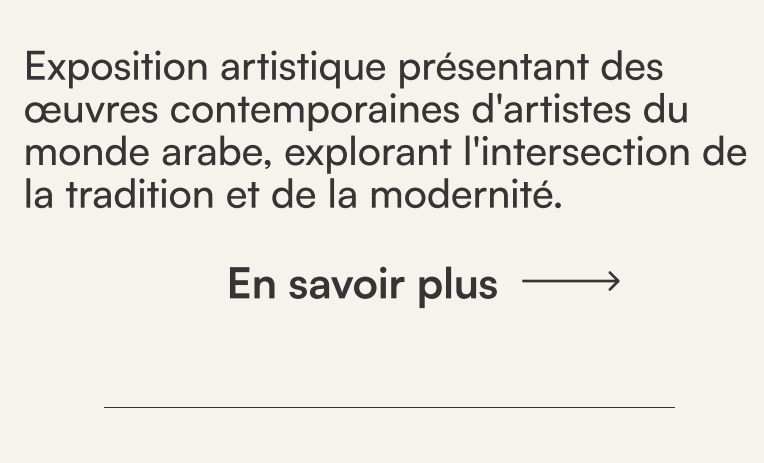 Exposition artistique présentant des
œuvres contemporaines d'artistes du
monde arabe, explorant l'intersection de
la tradition et de la modernité.
En savoir plus